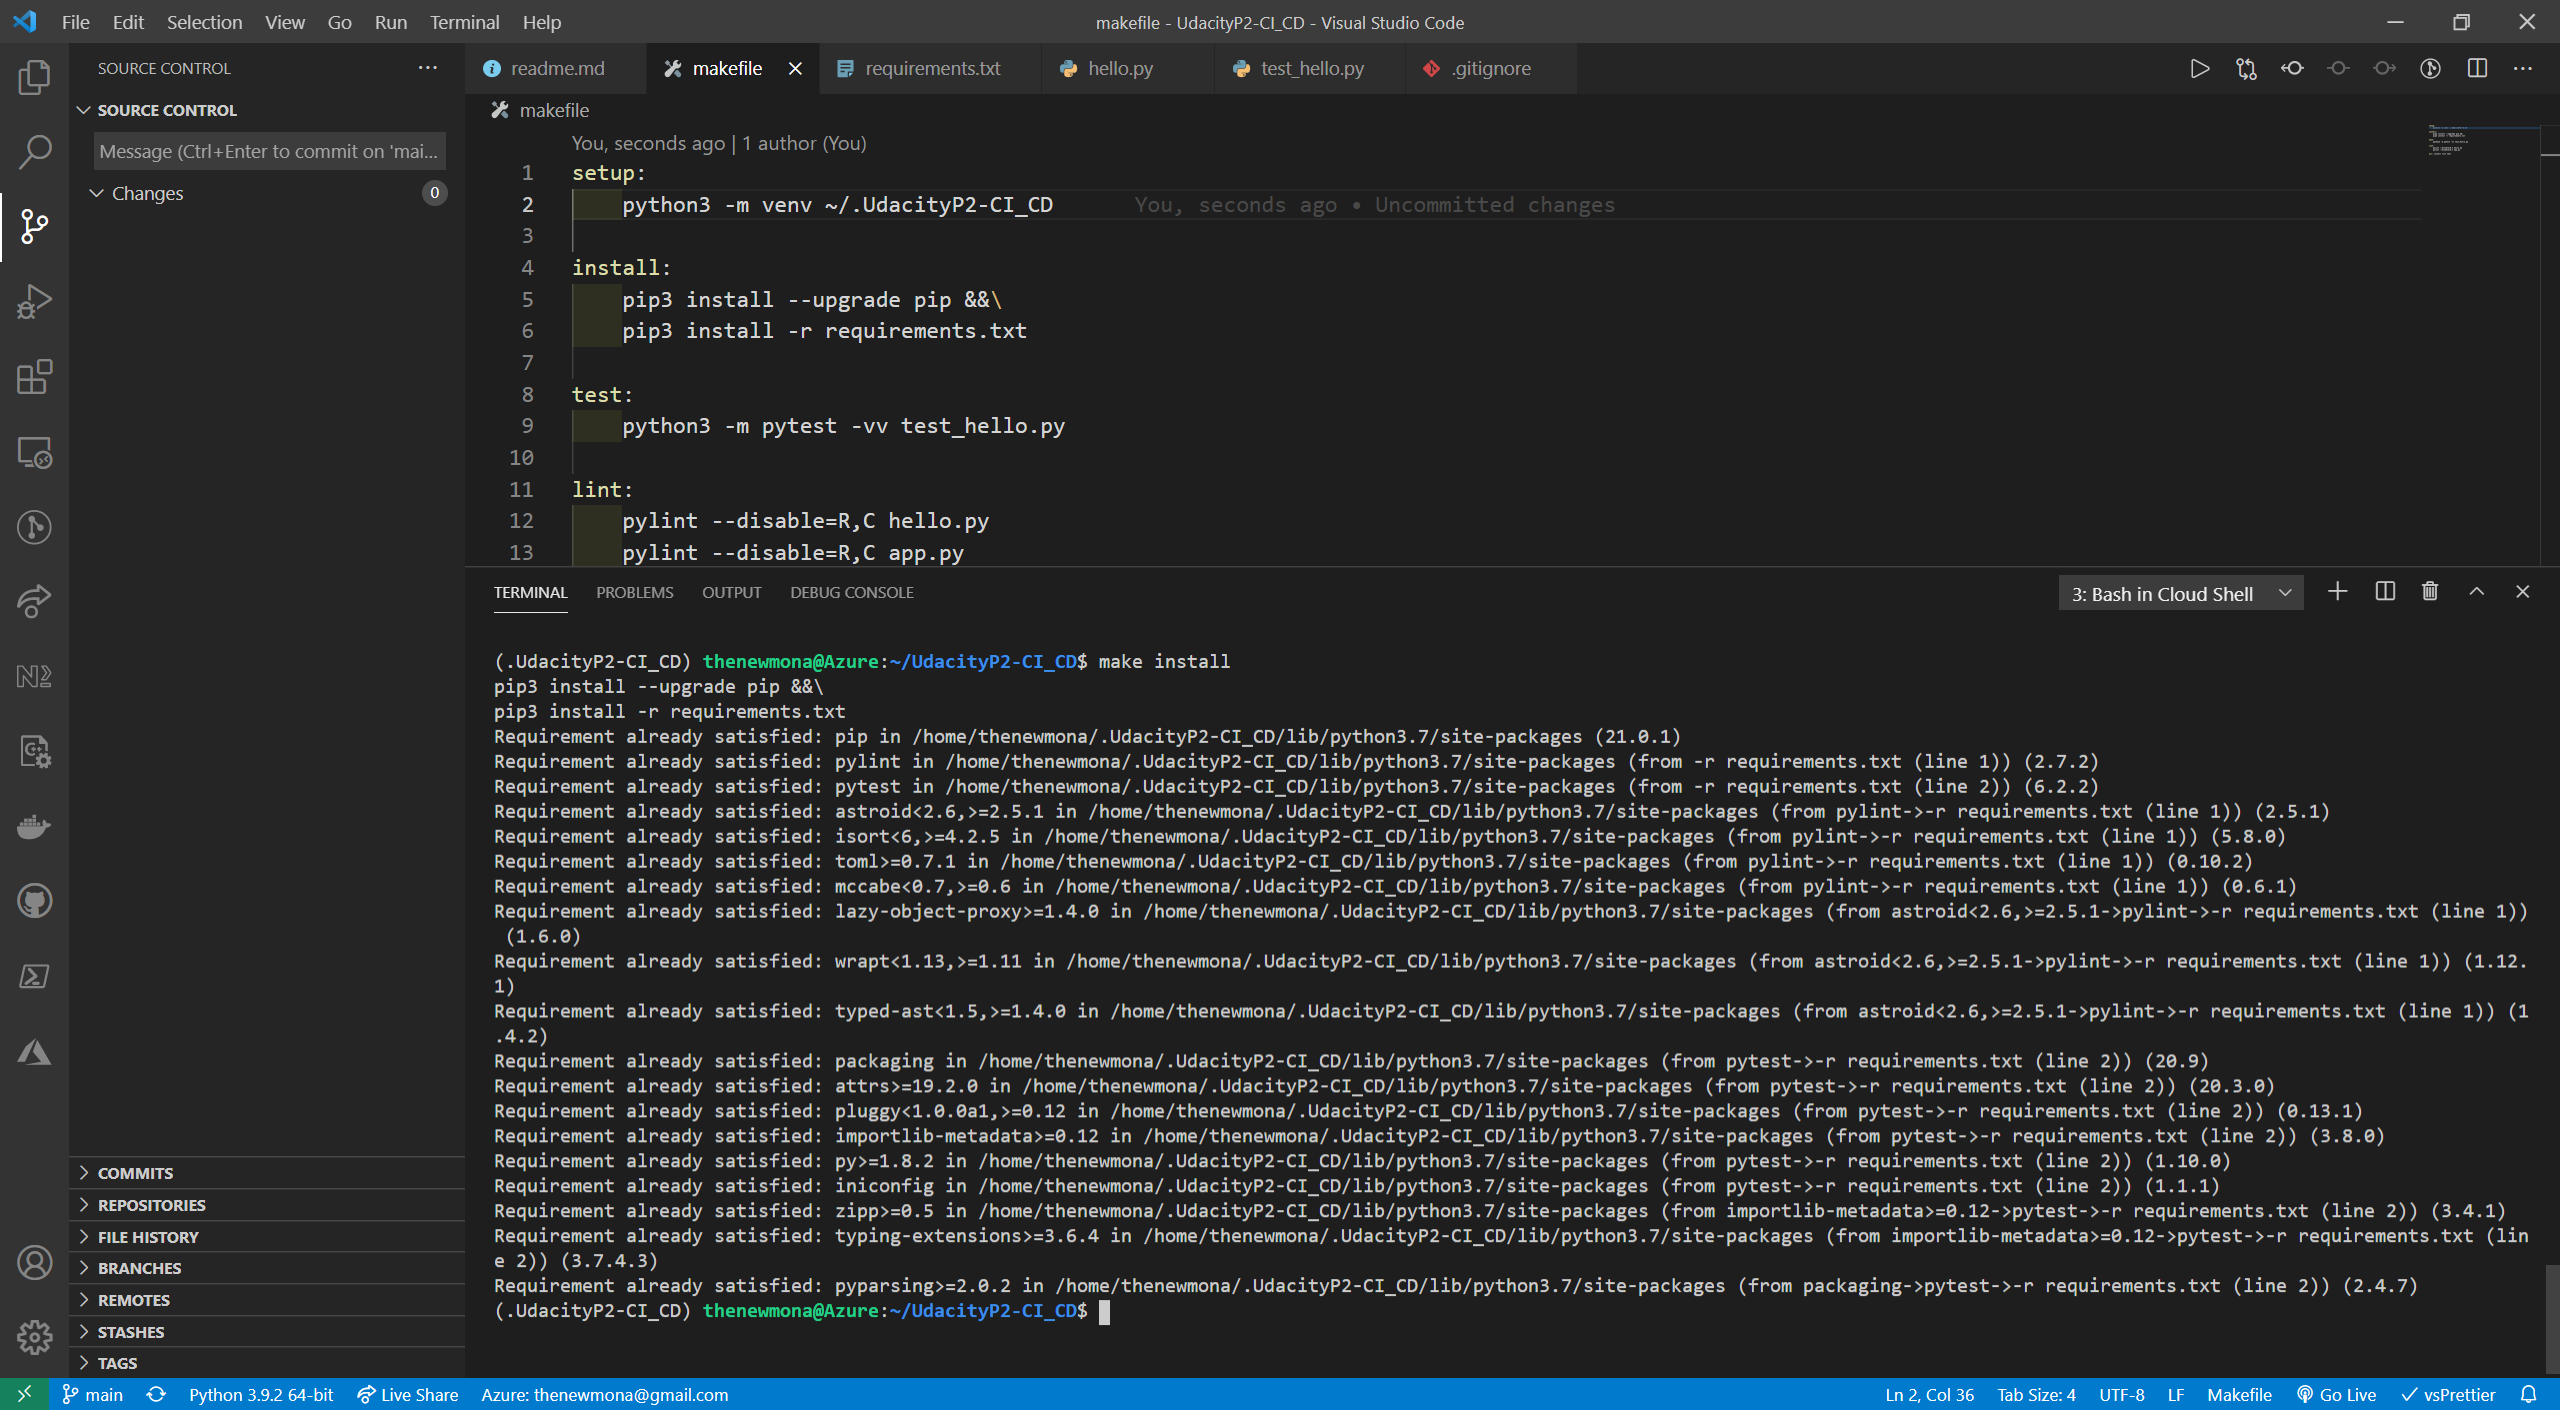 File Edit Selection View Go Run Terminal Help
makefile - UdacityP2-CI_CD - Visual Studio Code
SOURCE CONTROL
readme.md
makefile
requirements.txt
hello.py
test_hello.py
.gitignore
SOURCE CONTROL
Message (Ctrl+Enter to commit on 'mai...
Changes
0
makefile
You, seconds ago | 1 author (You)
1 setup:
2 python3 -m venv ~/.UdacityP2-CI_CD You, seconds ago • Uncommitted changes
3
4 install:
5 pip3 install --upgrade pip &&\
6 pip3 install -r requirements.txt
7
8 test:
9 python3 -m pytest -vv test_hello.py
10
11 lint:
12 pylint --disable=R,C hello.py
13 pylint --disable=R,C app.py
TERMINAL PROBLEMS OUTPUT DEBUG CONSOLE
3: Bash in Cloud Shell
(.UdacityP2-CI_CD) thenewmona@Azure:~/UdacityP2-CI_CD$ make install
pip3 install --upgrade pip &&\
pip3 install -r requirements.txt
Requirement already satisfied: pip in /home/thenewmona/.UdacityP2-CI_CD/lib/python3.7/site-packages (21.0.1)
Requirement already satisfied: pylint in /home/thenewmona/.UdacityP2-CI_CD/lib/python3.7/site-packages (from -r requirements.txt (line 1)) (2.7.2)
Requirement already satisfied: pytest in /home/thenewmona/.UdacityP2-CI_CD/lib/python3.7/site-packages (from -r requirements.txt (line 2)) (6.2.2)
Requirement already satisfied: astroid<2.6,>=2.5.1 in /home/thenewmona/.UdacityP2-CI_CD/lib/python3.7/site-packages (from pylint->-r requirements.txt (line 1)) (2.5.1)
Requirement already satisfied: isort<6,>=4.2.5 in /home/thenewmona/.UdacityP2-CI_CD/lib/python3.7/site-packages (from pylint->-r requirements.txt (line 1)) (5.8.0)
Requirement already satisfied: toml>=0.7.1 in /home/thenewmona/.UdacityP2-CI_CD/lib/python3.7/site-packages (from pylint->-r requirements.txt (line 1)) (0.10.2)
Requirement already satisfied: mccabe<0.7,>=0.6 in /home/thenewmona/.UdacityP2-CI_CD/lib/python3.7/site-packages (from pylint->-r requirements.txt (line 1)) (0.6.1)
Requirement already satisfied: lazy-object-proxy>=1.4.0 in /home/thenewmona/.UdacityP2-CI_CD/lib/python3.7/site-packages (from astroid<2.6,>=2.5.1->pylint->-r requirements.txt (line 1))
(1.6.0)
Requirement already satisfied: wrapt<1.13,>=1.11 in /home/thenewmona/.UdacityP2-CI_CD/lib/python3.7/site-packages (from astroid<2.6,>=2.5.1->pylint->-r requirements.txt (line 1)) (1.12.
1)
Requirement already satisfied: typed-ast<1.5,>=1.4.0 in /home/thenewmona/.UdacityP2-CI_CD/lib/python3.7/site-packages (from astroid<2.6,>=2.5.1->pylint->-r requirements.txt (line 1)) (1
.4.2)
Requirement already satisfied: packaging in /home/thenewmona/.UdacityP2-CI_CD/lib/python3.7/site-packages (from pytest->-r requirements.txt (line 2)) (20.9)
Requirement already satisfied: attrs>=19.2.0 in /home/thenewmona/.UdacityP2-CI_CD/lib/python3.7/site-packages (from pytest->-r requirements.txt (line 2)) (20.3.0)
Requirement already satisfied: pluggy<1.0.0a1,>=0.12 in /home/thenewmona/.UdacityP2-CI_CD/lib/python3.7/site-packages (from pytest->-r requirements.txt (line 2)) (0.13.1)
Requirement already satisfied: importlib-metadata>=0.12 in /home/thenewmona/.UdacityP2-CI_CD/lib/python3.7/site-packages (from pytest->-r requirements.txt (line 2)) (3.8.0)
Requirement already satisfied: py>=1.8.2 in /home/thenewmona/.UdacityP2-CI_CD/lib/python3.7/site-packages (from pytest->-r requirements.txt (line 2)) (1.10.0)
Requirement already satisfied: iniconfig in /home/thenewmona/.UdacityP2-CI_CD/lib/python3.7/site-packages (from pytest->-r requirements.txt (line 2)) (1.1.1)
Requirement already satisfied: zipp>=0.5 in /home/thenewmona/.UdacityP2-CI_CD/lib/python3.7/site-packages (from importlib-metadata>=0.12->pytest->-r requirements.txt (line 2)) (3.4.1)
Requirement already satisfied: typing-extensions>=3.6.4 in /home/thenewmona/.UdacityP2-CI_CD/lib/python3.7/site-packages (from importlib-metadata>=0.12->pytest->-r requirements.txt (lin
e 2)) (3.7.4.3)
Requirement already satisfied: pyparsing>=2.0.2 in /home/thenewmona/.UdacityP2-CI_CD/lib/python3.7/site-packages (from packaging->pytest->-r requirements.txt (line 2)) (2.4.7)
(.UdacityP2-CI_CD) thenewmona@Azure:~/UdacityP2-CI_CD$
COMMITS
REPOSITORIES
FILE HISTORY
BRANCHES
REMOTES
STASHES
TAGS
main Python 3.9.2 64-bit Live Share Azure: thenewmona@gmail.com Ln 2, Col 36 Tab Size: 4 UTF-8 LF Makefile Go Live vsPrettier